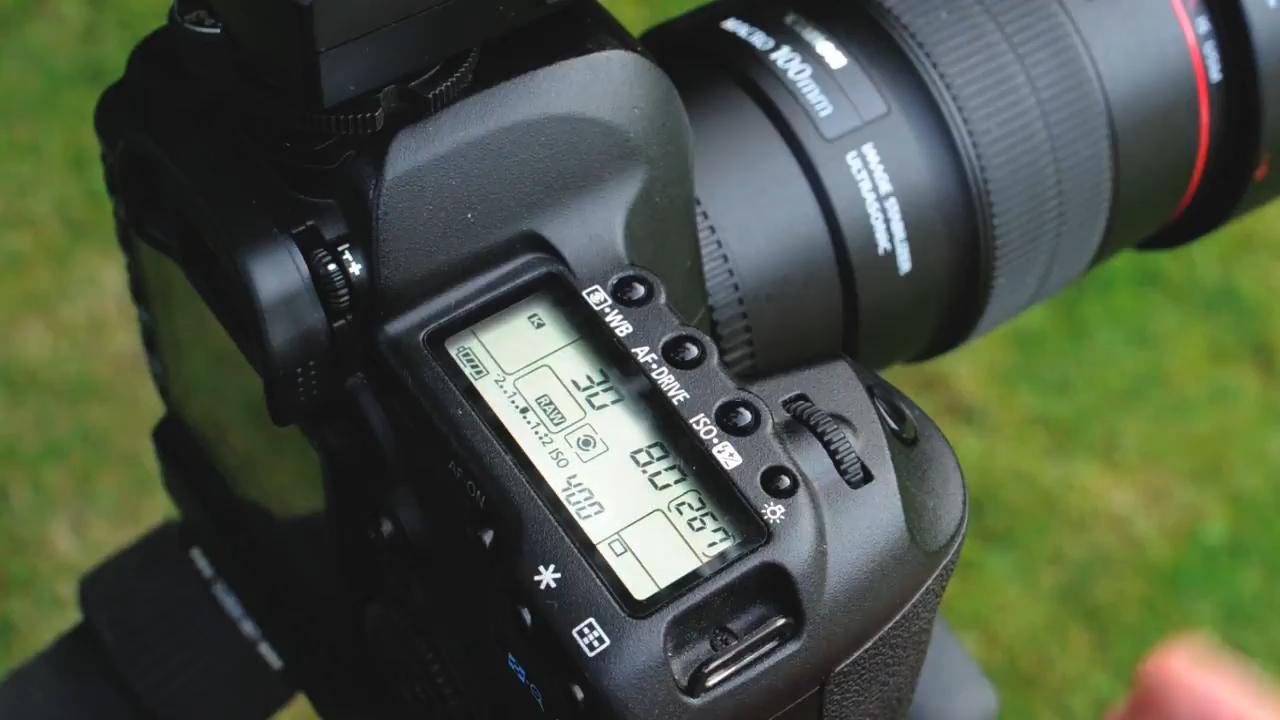 MACRO 100mm
IMAGE STABILIZER
ULTRASONIC
WB
AF•DRIVE
ISO•
K
30
8.0
[267]
RAW
2..1..▮..1.:2
ISO
400
AF-ON